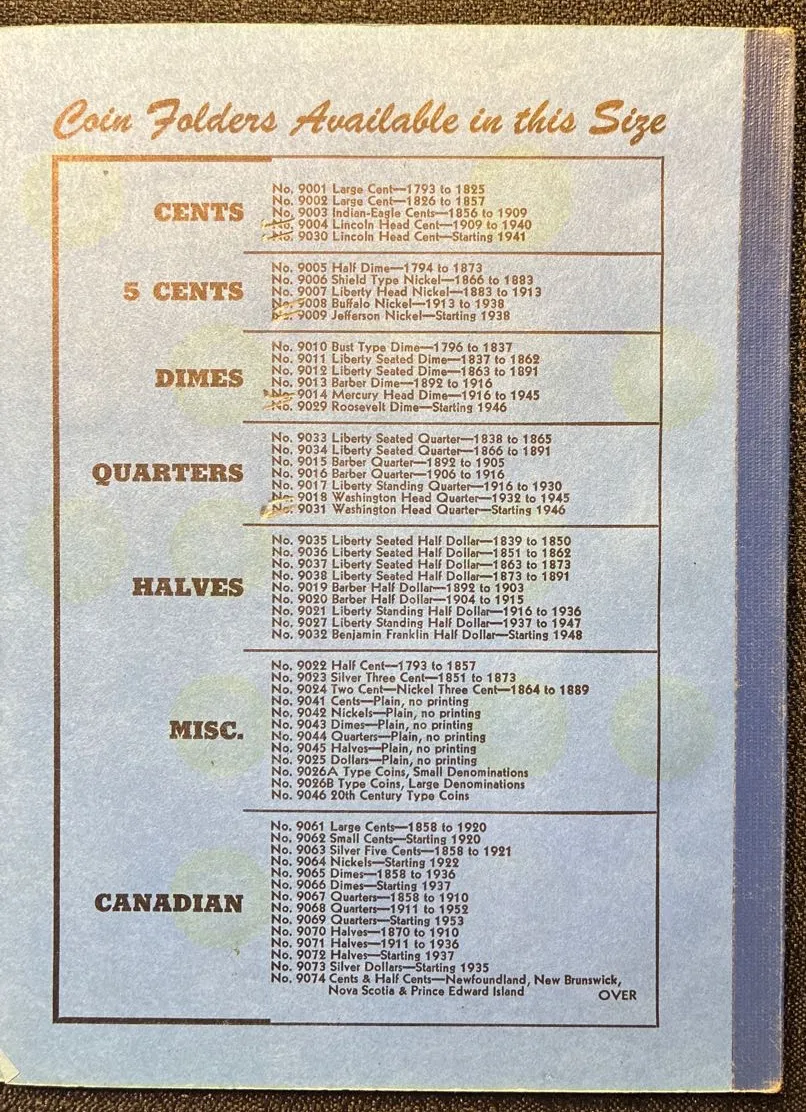 Coin Folders Available in this Size
CENTS
No. 9001 Large Cent—1793 to 1825
No. 9002 Large Cent—1826 to 1857
No. 9003 Indian-Eagle Cents—1856 to 1909
No. 9004 Lincoln Head Cent—1909 to 1940
No. 9030 Lincoln Head Cent—Starting 1941
5 CENTS
No. 9005 Half Dime—1794 to 1873
No. 9006 Shield Type Nickel—1866 to 1883
No. 9007 Liberty Head Nickel—1883 to 1913
No. 9008 Buffalo Nickel—1913 to 1938
No. 9009 Jefferson Nickel—Starting 1938
DIMES
No. 9010 Bust Type Dime—1796 to 1837
No. 9011 Liberty Seated Dime—1837 to 1862
No. 9012 Liberty Seated Dime—1863 to 1891
No. 9013 Barber Dime—1892 to 1916
No. 9014 Mercury Head Dime—1916 to 1945
No. 9029 Roosevelt Dime—Starting 1946
QUARTERS
No. 9033 Liberty Seated Quarter—1838 to 1865
No. 9034 Liberty Seated Quarter—1866 to 1891
No. 9015 Barber Quarter—1892 to 1905
No. 9016 Barber Quarter—1906 to 1916
No. 9017 Liberty Standing Quarter—1916 to 1930
No. 9018 Washington Head Quarter—1932 to 1945
No. 9031 Washington Head Quarter—Starting 1946
HALVES
No. 9035 Liberty Seated Half Dollar—1839 to 1850
No. 9036 Liberty Seated Half Dollar—1851 to 1862
No. 9037 Liberty Seated Half Dollar—1863 to 1873
No. 9038 Liberty Seated Half Dollar—1873 to 1891
No. 9019 Barber Half Dollar—1892 to 1903
No. 9020 Barber Half Dollar—1904 to 1915
No. 9021 Liberty Standing Half Dollar—1916 to 1936
No. 9027 Liberty Standing Half Dollar—1937 to 1947
No. 9032 Benjamin Franklin Half Dollar—Starting 1948
MISC.
No. 9022 Half Cent—1793 to 1857
No. 9023 Silver Three Cent—1851 to 1873
No. 9024 Two Cent—Nickel Three Cent—1864 to 1889
No. 9041 Cents—Plain, no printing
No. 9042 Nickels—Plain, no printing
No. 9043 Dimes—Plain, no printing
No. 9044 Quarters—Plain, no printing
No. 9045 Halves—Plain, no printing
No. 9025 Dollars—Plain, no printing
No. 9026A Type Coins, Small Denominations
No. 9026B Type Coins, Large Denominations
No. 9046 20th Century Type Coins
CANADIAN
No. 9061 Large Cents—1858 to 1920
No. 9062 Small Cents—Starting 1920
No. 9063 Silver Five Cents—1858 to 1921
No. 9064 Nickels—Starting 1922
No. 9065 Dimes—1858 to 1936
No. 9066 Dimes—Starting 1937
No. 9067 Quarters—1858 to 1910
No. 9068 Quarters—1911 to 1952
No. 9069 Quarters—Starting 1953
No. 9070 Halves—1870 to 1910
No. 9071 Halves—1911 to 1936
No. 9072 Halves—Starting 1937
No. 9073 Silver Dollars—Starting 1935
No. 9074 Cents & Half Cents—Newfoundland, New Brunswick,
Nova Scotia & Prince Edward Island
OVER